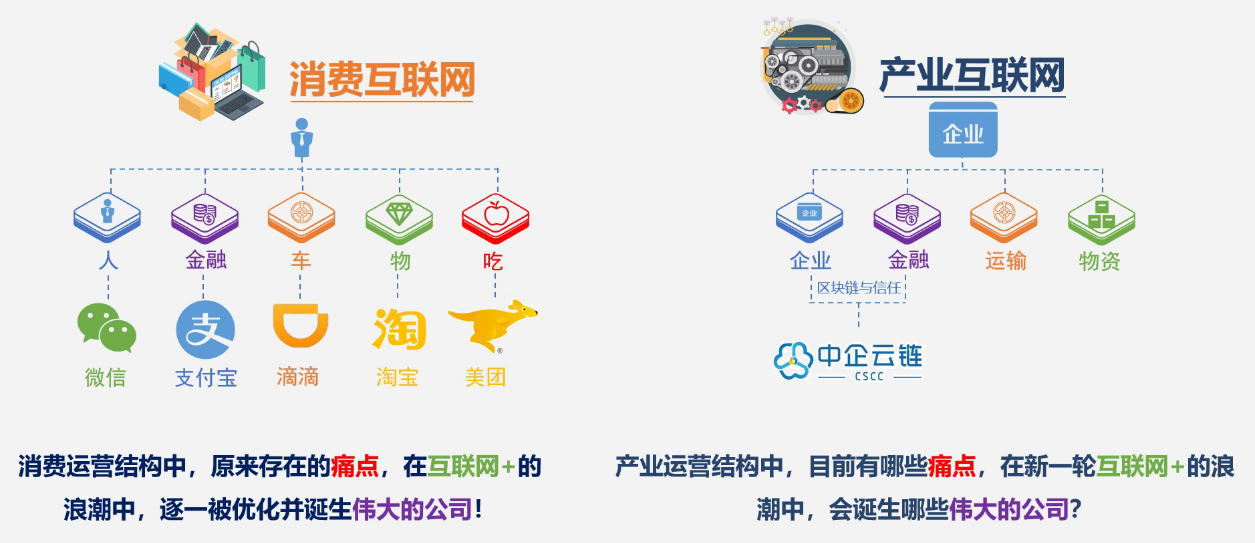 消费互联网
人
金融
车
物
吃
微信
支付宝
滴滴
淘
淘宝
美团
消费运营结构中，原来存在的痛点，在互联网+的
浪潮中，逐一被优化并诞生伟大的公司！
产业互联网
企业
企业
企业
金融
运输
物资
区块链与信任
中企云链
CSCC
产业运营结构中，目前有哪些痛点，在新一轮互联网+的浪
潮中，会诞生哪些伟大的公司？
支
®